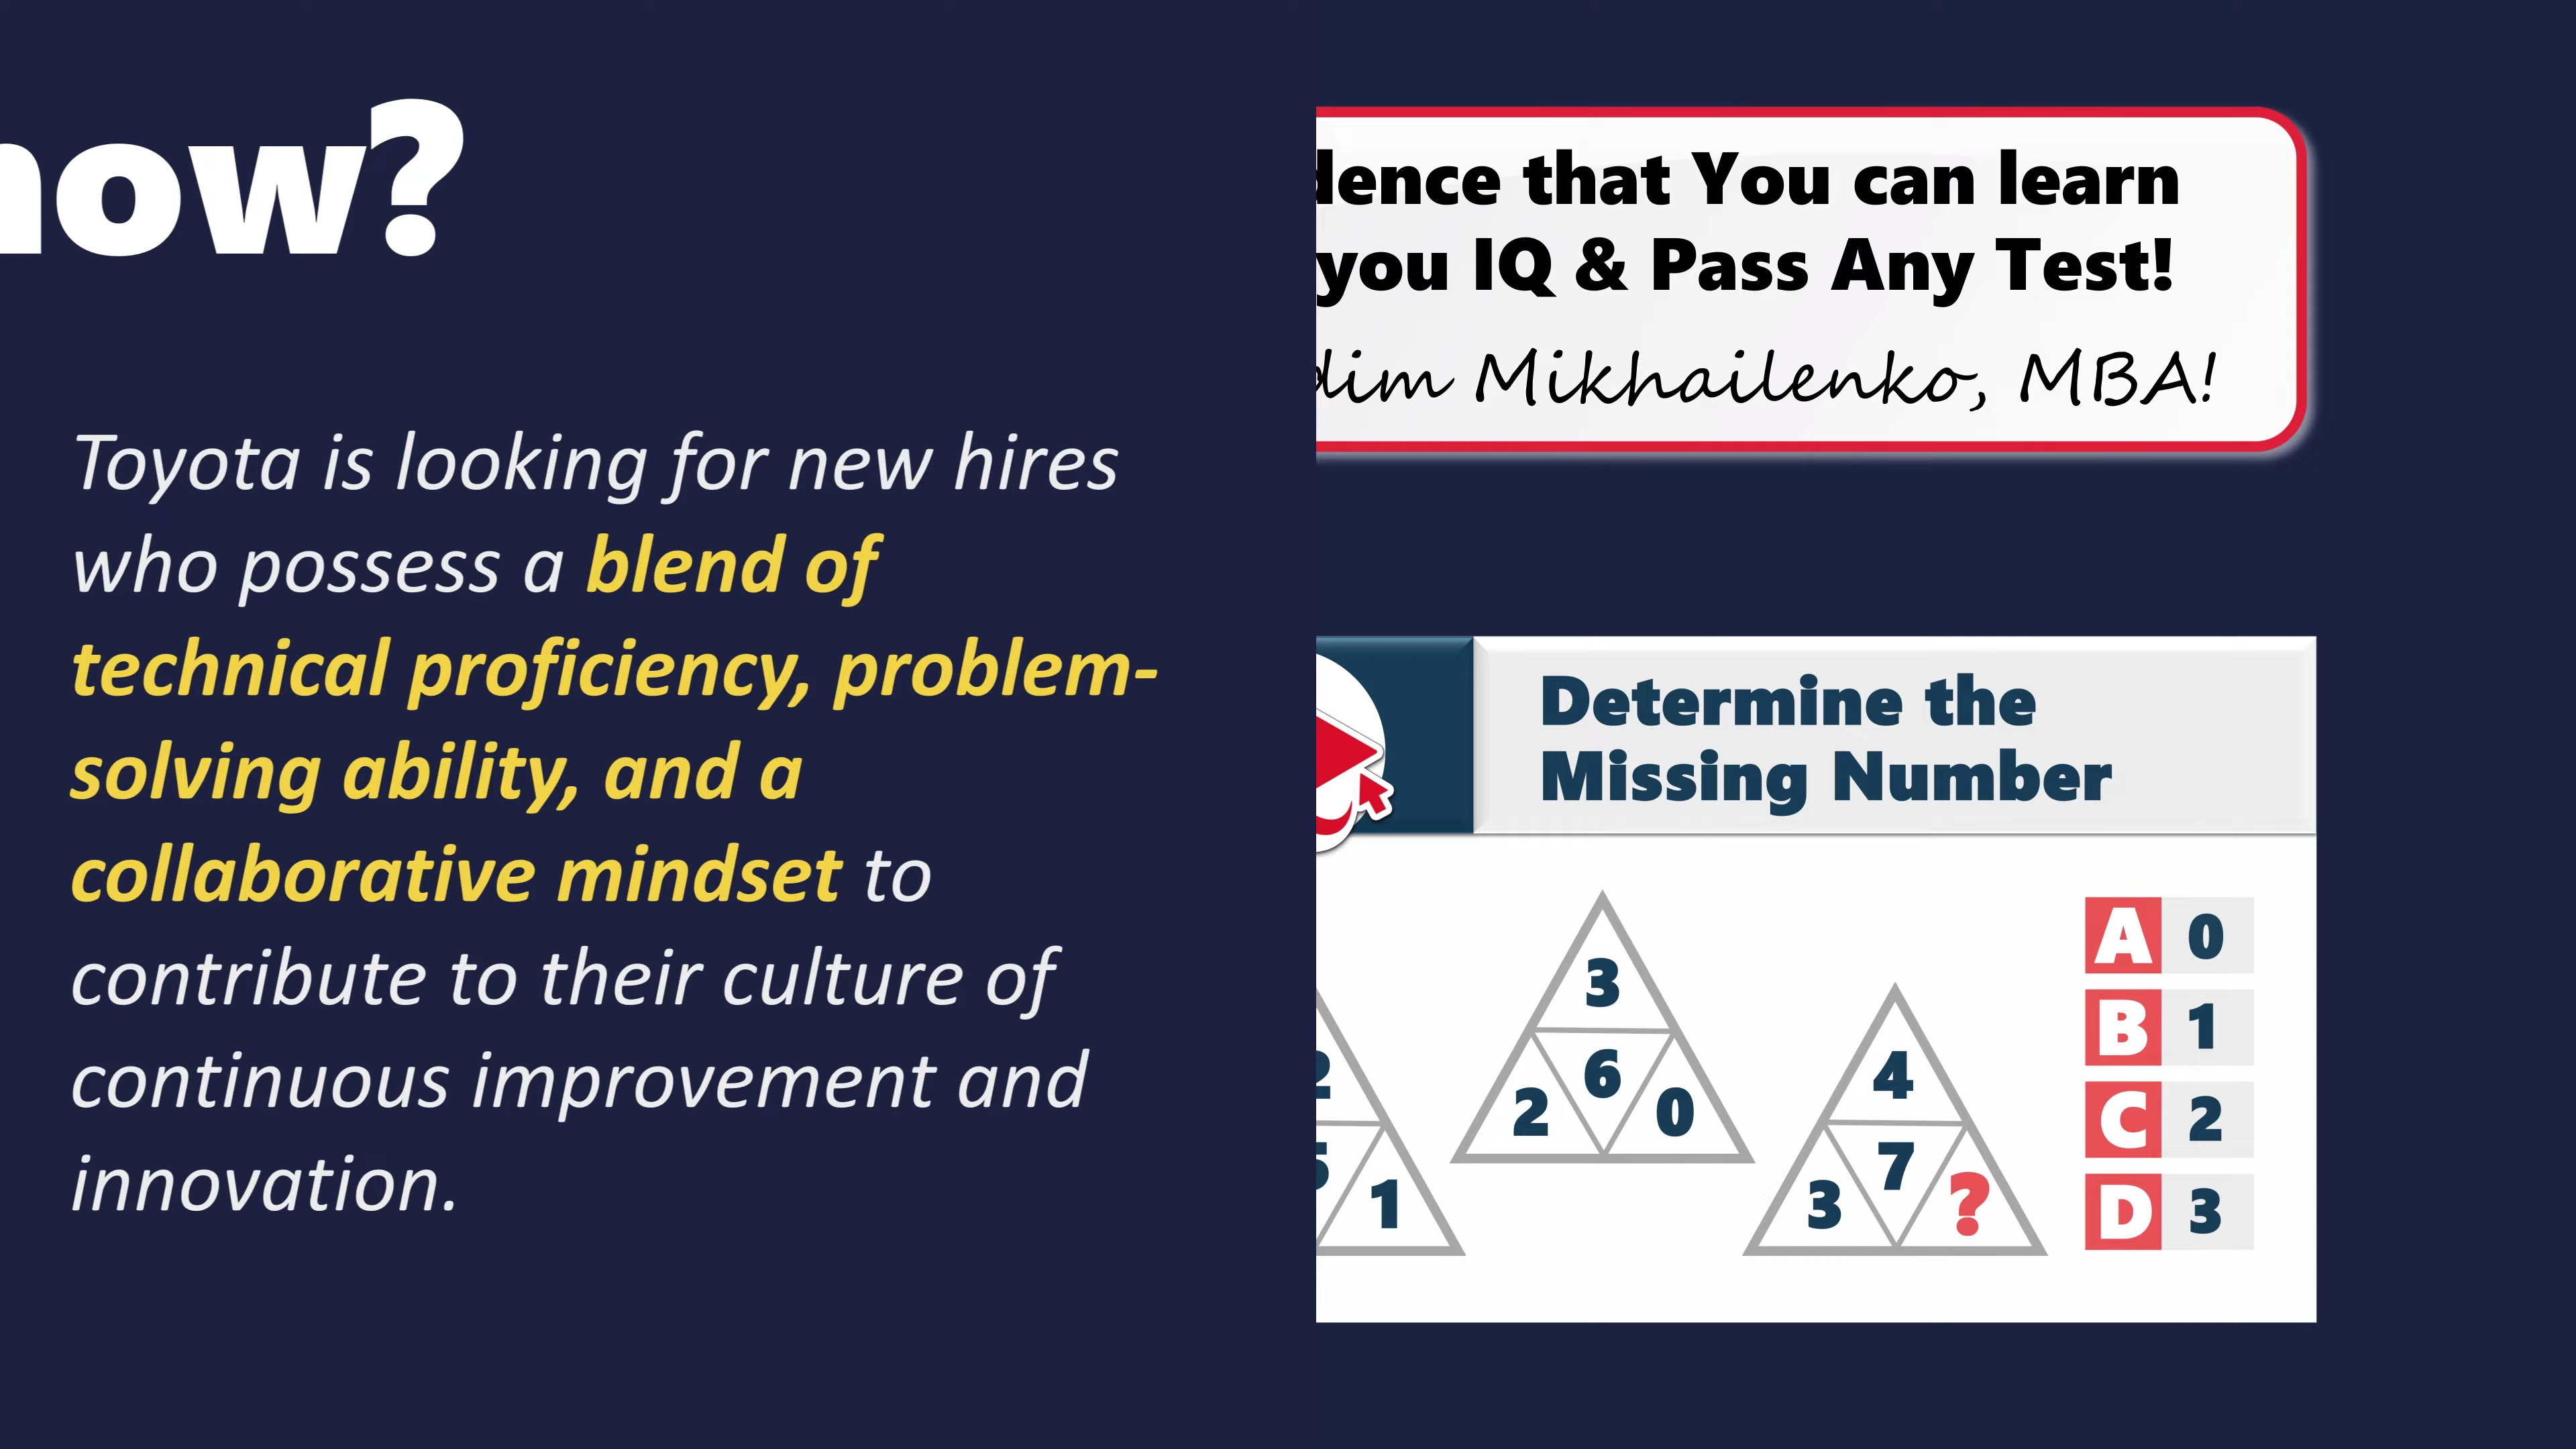 now?
Toyota is looking for new hires
who possess a blend of
technical proficiency, problem-
solving ability, and a
collaborative mindset to
contribute to their culture of
continuous improvement and
innovation.
dence that You can learn
you IQ & Pass Any Test!
dim Mikhailenko, MBA!
Determine the
Missing Number
2
5 1
3
6
2 0
4
7
3 ?
A 0
B 1
C 2
D 3